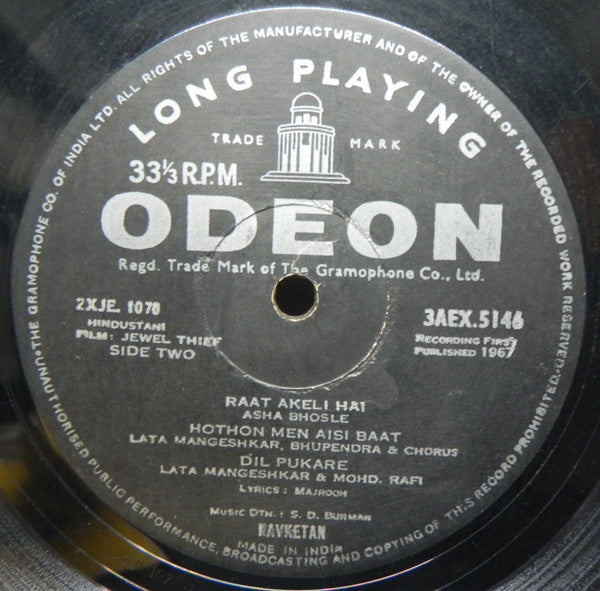 THE GRAMOPHONE CO. OF INDIA LTD. ALL RIGHTS OF THE MANUFACTURER AND OF THE OWNER OF THE RECORDED WORK RESERVED
UNAUTHORISED PUBLIC PERFORMANCE, BROADCASTING AND COPYING OF THIS RECORD PROHIBITED
LONG PLAYING
TRADE MARK
33⅓ R.P.M.
ODEON
Regd. Trade Mark of The Gramophone Co., Ltd.
2XJE. 1070
HINDUSTANI
FILM: JEWEL THIEF
SIDE TWO
3AEX.5146
RECORDING FIRST
PUBLISHED 1967
RAAT AKELI HAI
ASHA BHOSLE
HOTHON MEN AISI BAAT
LATA MANGESHKAR, BHUPENDRA & CHORUS
DIL PUKARE
LATA MANGESHKAR & MOHD. RAFI
LYRICS : MAJROOH
MUSIC DTN. : S. D. BURMAN
NAVKETAN
MADE IN INDIA